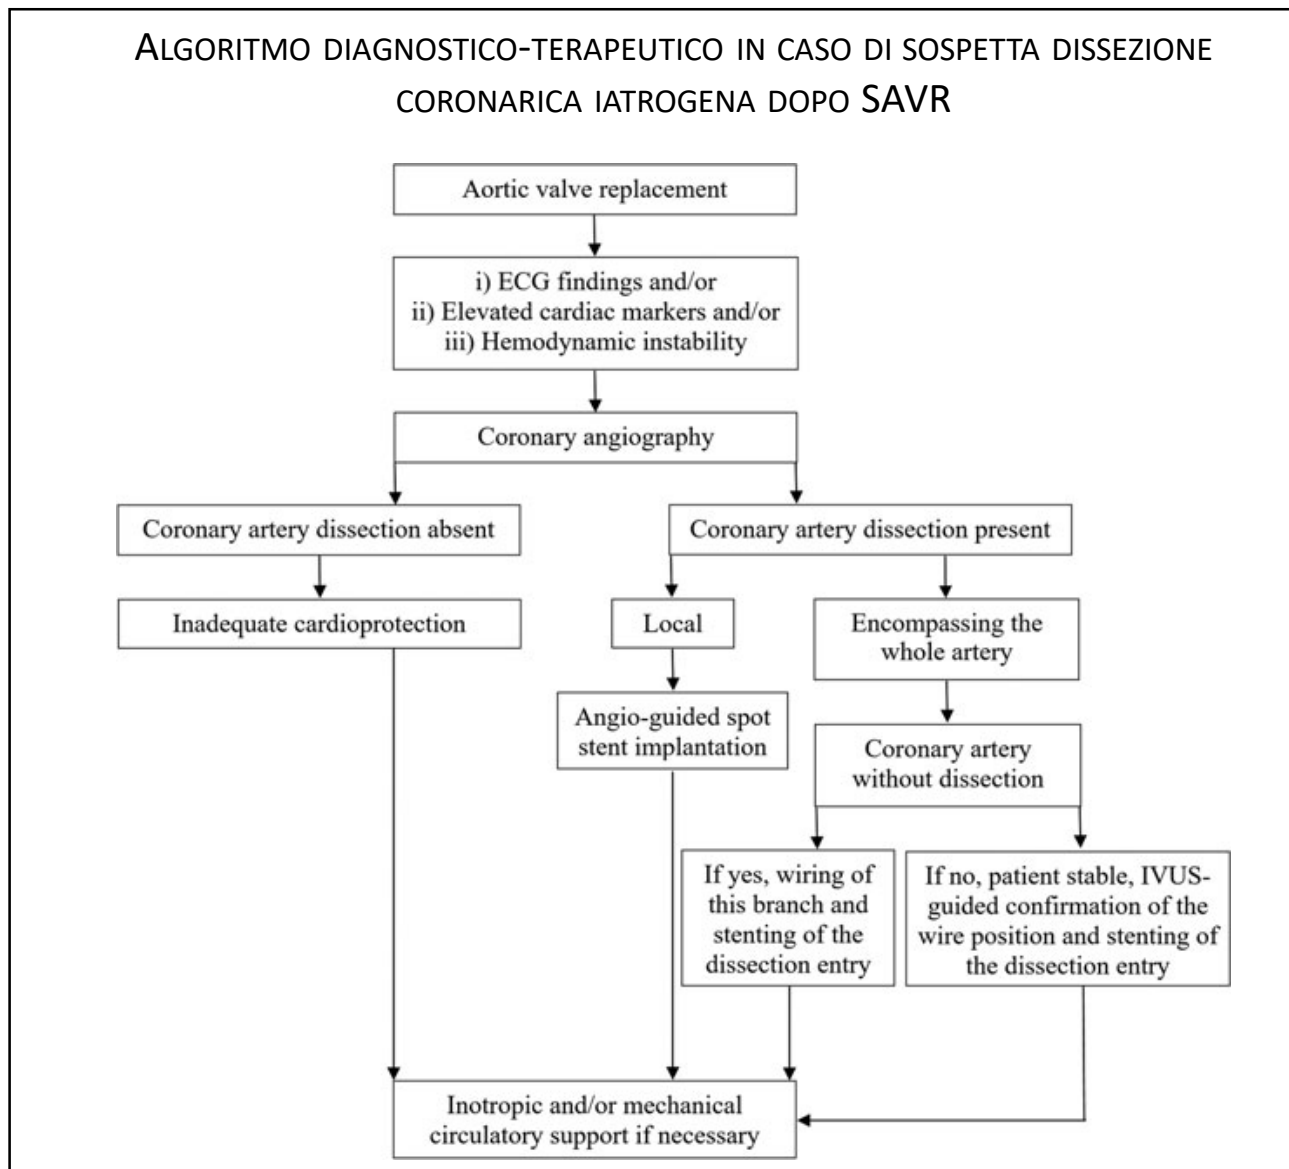 ALGORITMO DIAGNOSTICO-TERAPEUTICO IN CASO DI SOSPETTA DISSEZIONE
CORONARICA IATROGENA DOPO SAVR
Aortic valve replacement
i) ECG findings and/or
ii) Elevated cardiac markers and/or
iii) Hemodynamic instability
Coronary angiography
Coronary artery dissection absent
Coronary artery dissection present
Inadequate cardioprotection
Local
Encompassing the
whole artery
Angio-guided spot
stent implantation
Coronary artery
without dissection
If yes, wiring of
this branch and
stenting of the
dissection entry
If no, patient stable, IVUS-
guided confirmation of the
wire position and stenting of
the dissection entry
Inotropic and/or mechanical
circulatory support if necessary